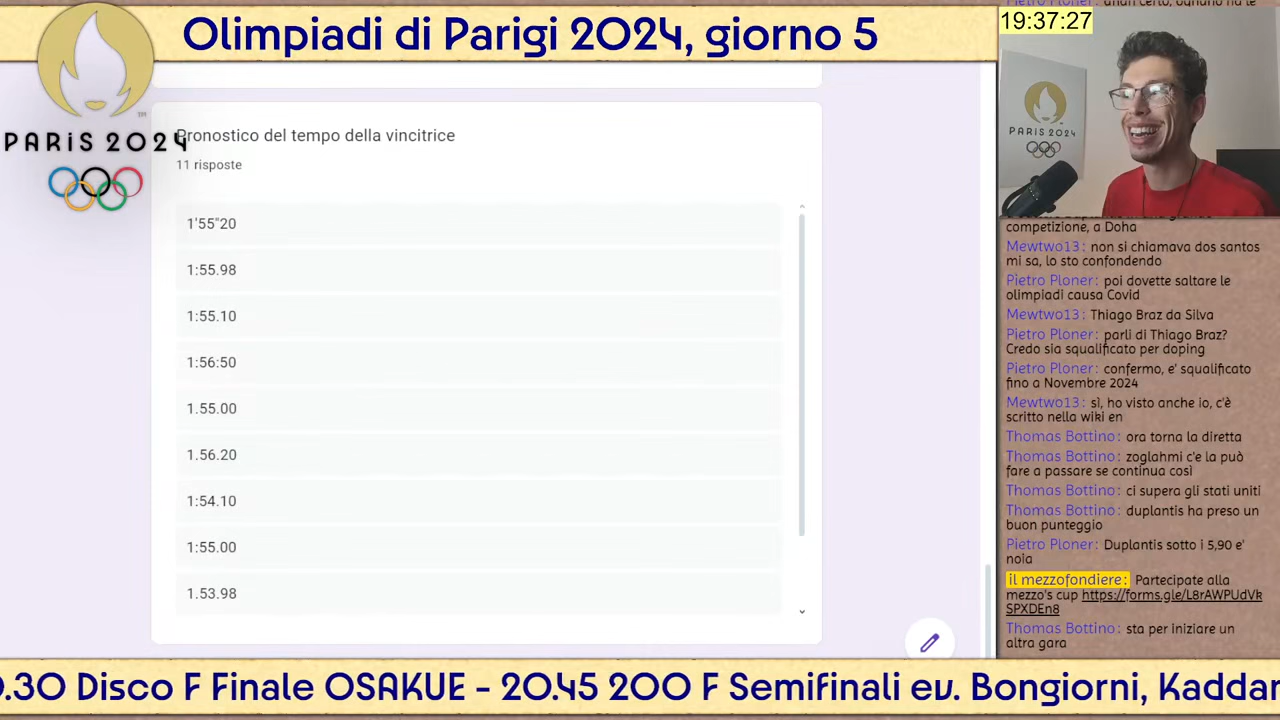 Olimpiadi di Parigi 2024, giorno 5
19:37:27
PARIS 2024
TM
PARIS 2024
Pronostico del tempo della vincitrice
11 risposte
1'55"20
1:55.98
1:55.10
1:56:50
1.55.00
1.56.20
1:54.10
1:55.00
1.53.98
competizione, a Doha
Mewtwo13: non si chiamava dos santos
mi sa, lo sto confondendo
Pietro Ploner: poi dovette saltare le
olimpiadi causa Covid
Mewtwo13: Thiago Braz da Silva
Pietro Ploner: parli di Thiago Braz?
Credo sia squalificato per doping
Pietro Ploner: confermo, e' squalificato
fino a Novembre 2024
Mewtwo13: sì, ho visto anche io, c'è
scritto nella wiki en
Thomas Bottino: ora torna la diretta
Thomas Bottino: zoglahmi c'e la può
fare a passare se continua così
Thomas Bottino: ci supera gli stati uniti
Thomas Bottino: duplantis ha preso un
buon punteggio
Pietro Ploner: Duplantis sotto i 5,90 e'
noia
il mezzofondiere: Partecipate alla
mezzo's cup https://forms.gle/L8rAWPUdVk
SPXDEn8
Thomas Bottino: sta per iniziare un
altra gara
0.30 Disco F Finale OSAKUE - 20.45 200 F Semifinali ev. Bongiorni, Kaddar